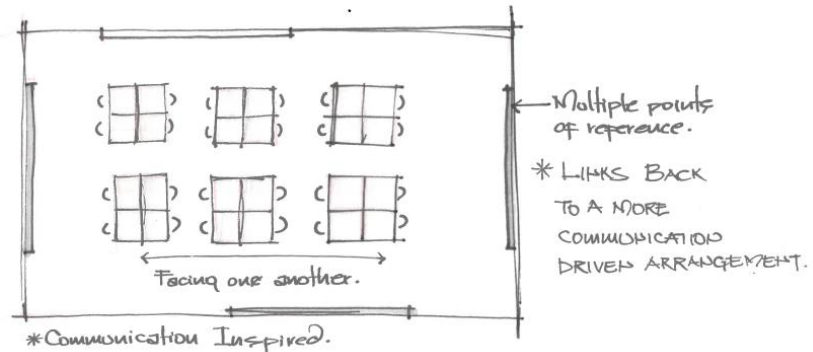 Multiple points
of reference.
* LINKS BACK
TO A MORE
COMMUNICATION
DRIVEN ARRANGEMENT.
Facing one another.
*Communication Inspired.